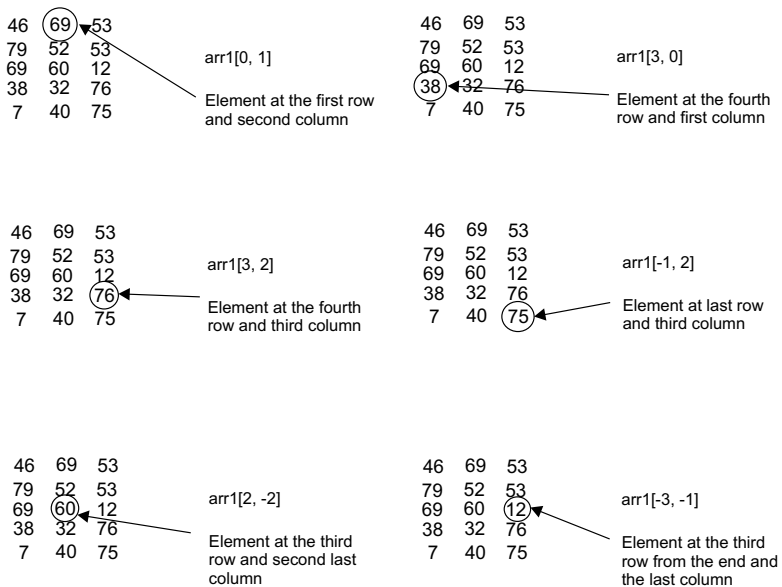 46 69 53
79 52 53
69 60 12
38 32 76
7 40 75
arr1[0, 1]
Element at the first row
and second column
46 69 53
79 52 53
69 60 12
38 32 76
7 40 75
arr1[3, 0]
Element at the fourth
row and first column
46 69 53
79 52 53
69 60 12
38 32 76
7 40 75
arr1[3, 2]
Element at the fourth
row and third column
46 69 53
79 52 53
69 60 12
38 32 76
7 40 75
arr1[-1, 2]
Element at last row
and third column
46 69 53
79 52 53
69 60 12
38 32 76
7 40 75
arr1[2, -2]
Element at the third
row and second last
column
46 69 53
79 52 53
69 60 12
38 32 76
7 40 75
arr1[-3, -1]
Element at the third
row from the end and
the last column